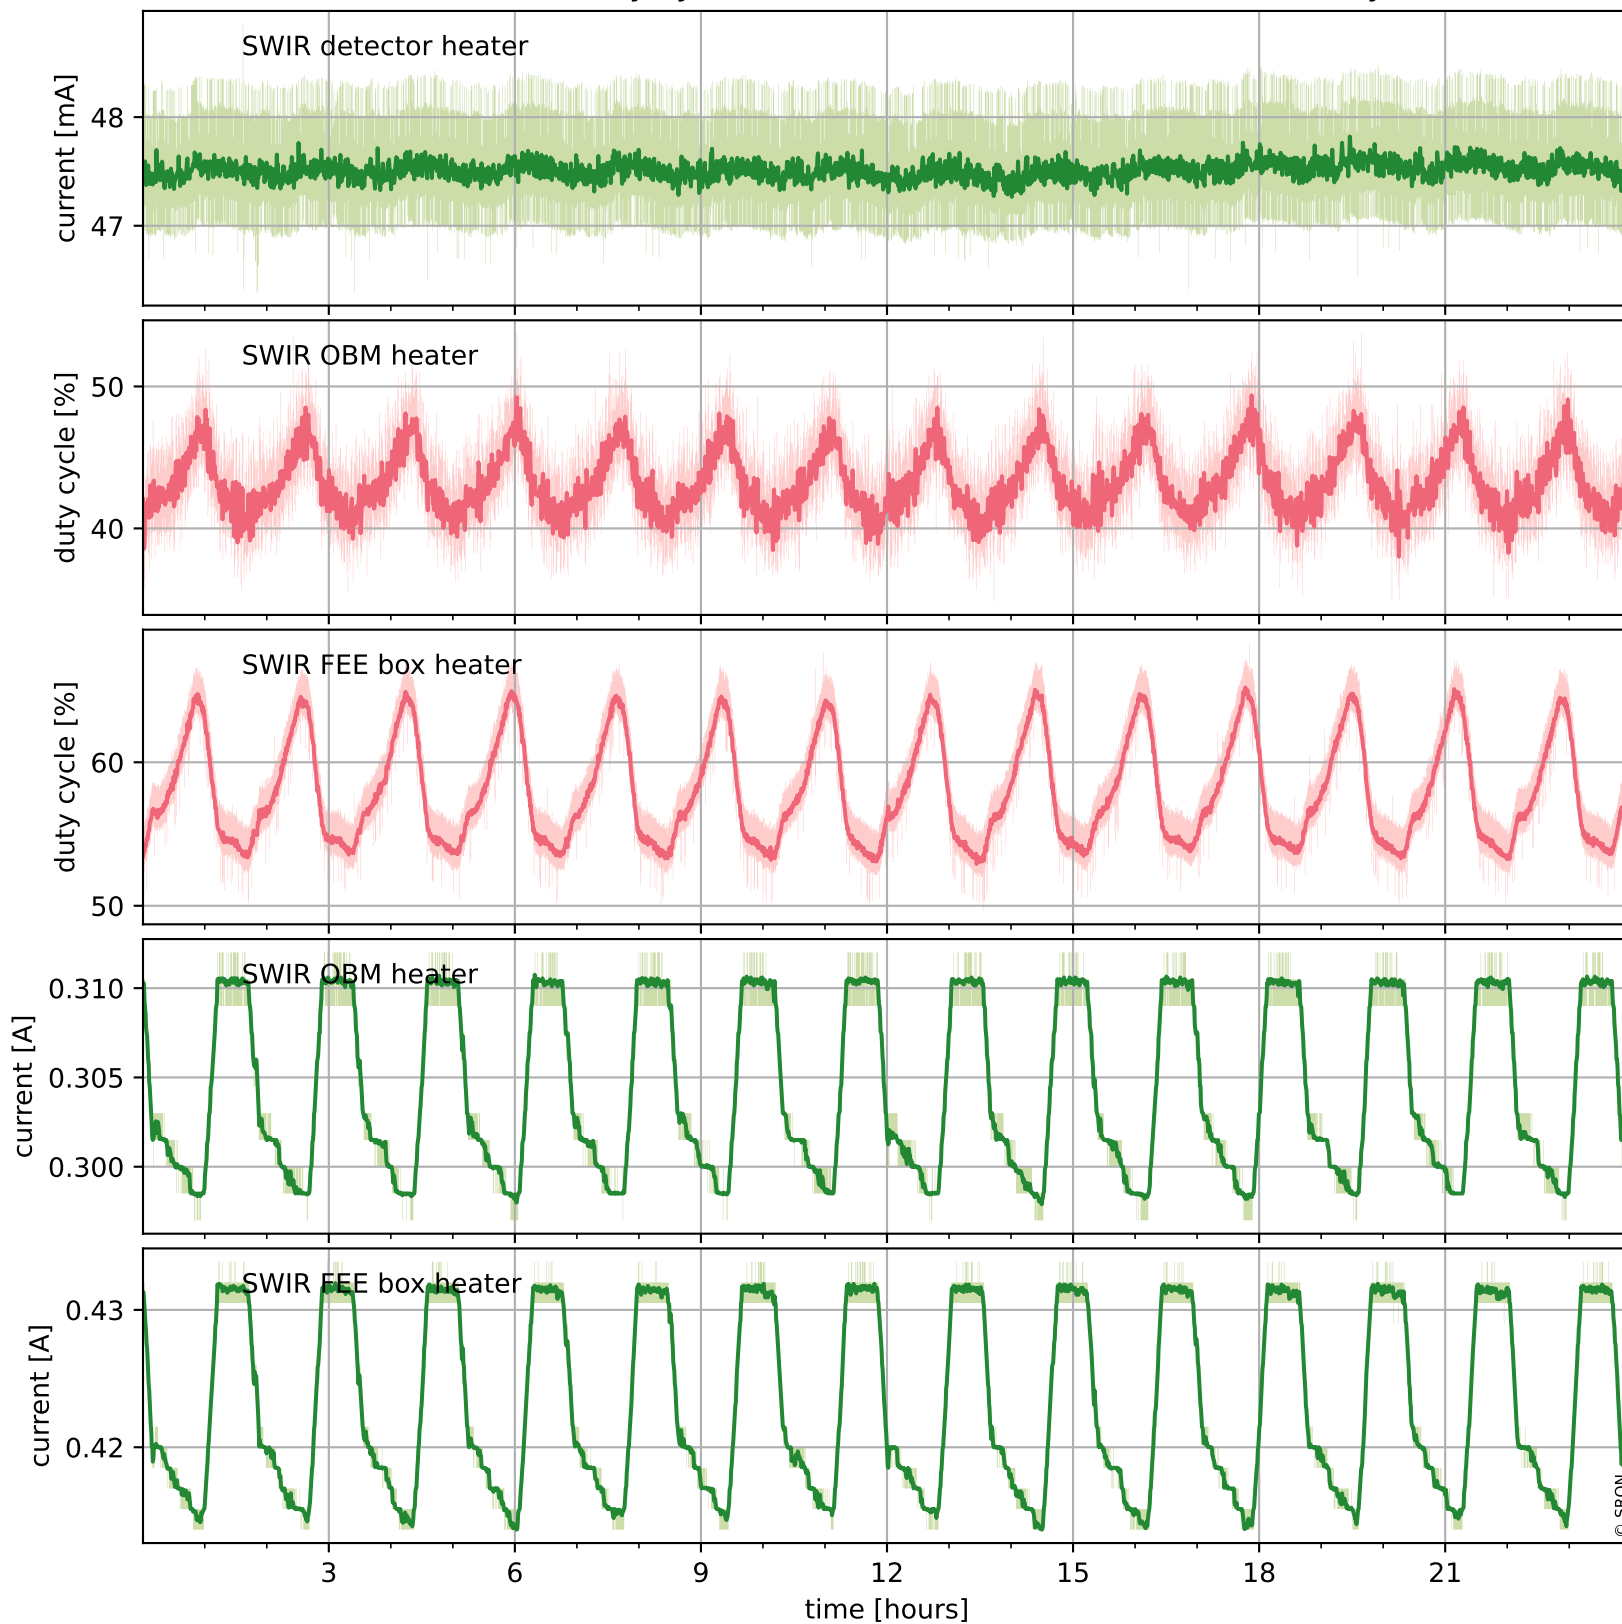 SWIR detector heater
current [mA]
48
47
SWIR OBM heater
duty cycle [%]
50
40
SWIR FEE box heater
duty cycle [%]
60
50
SWIR OBM heater
current [A]
0.310
0.305
0.300
SWIR FEE box heater
current [A]
0.43
0.42
© SRON
3 6 9 12 15 18 21
time [hours]